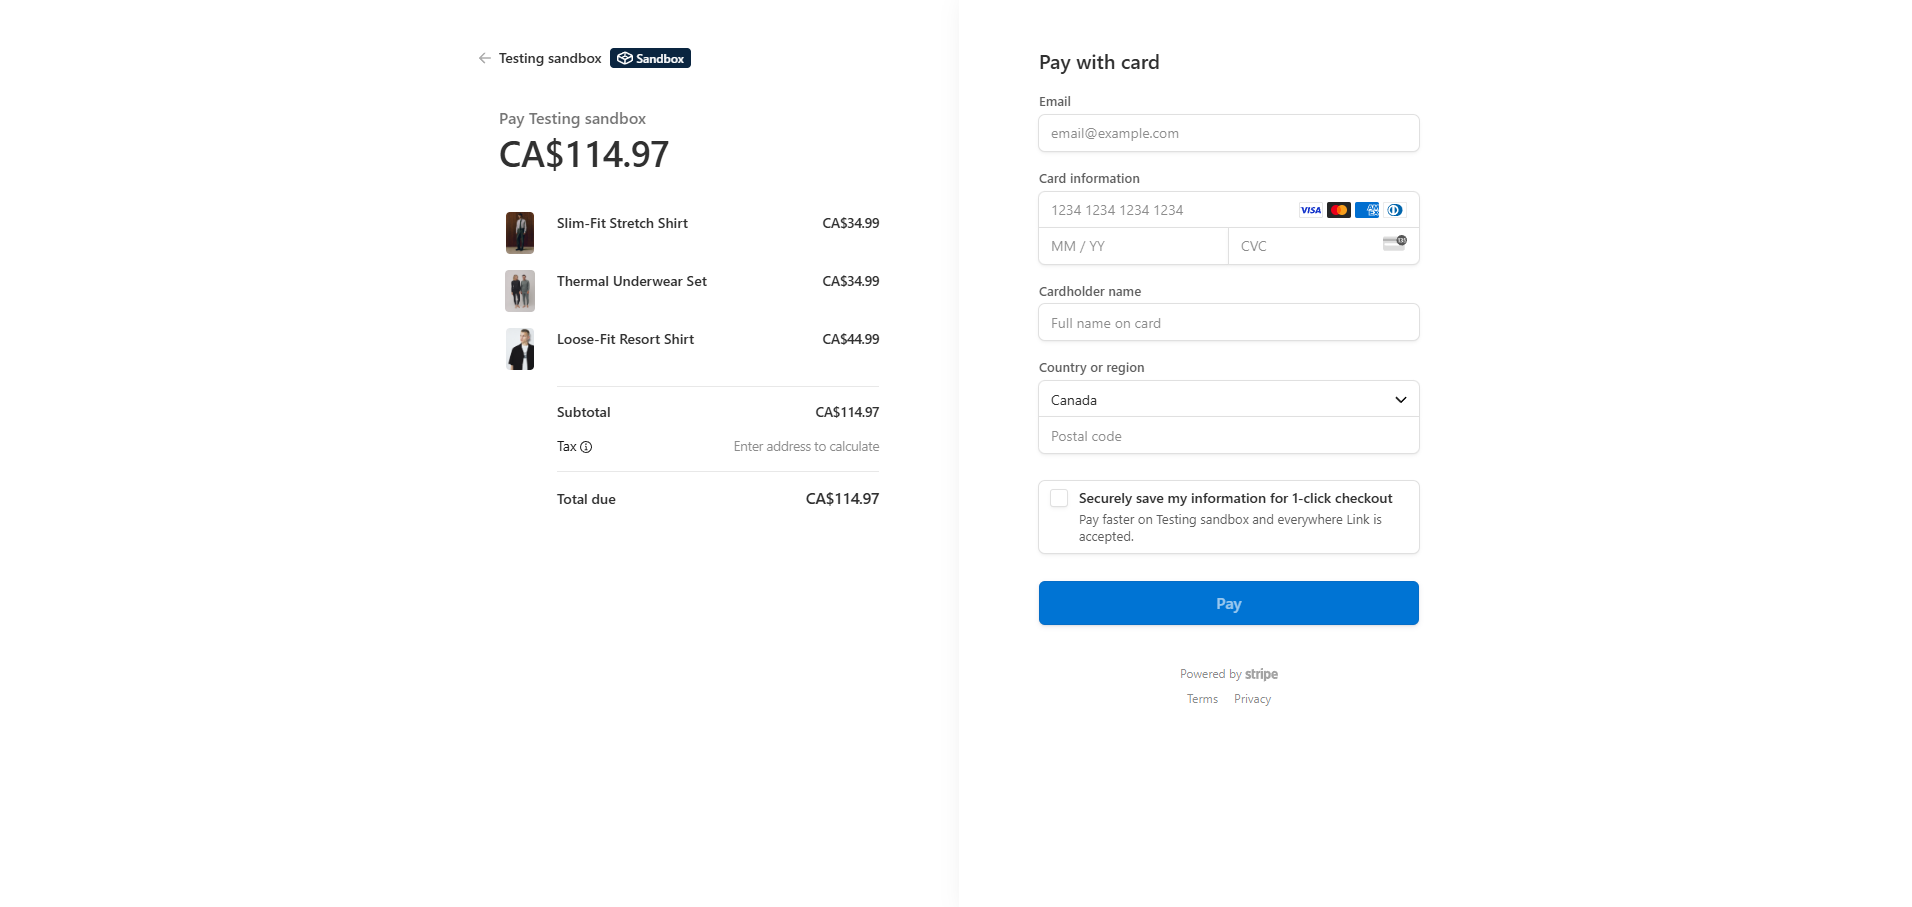 Testing sandbox Sandbox
Pay Testing sandbox
CA$114.97
Slim-Fit Stretch Shirt CA$34.99
Thermal Underwear Set CA$34.99
Loose-Fit Resort Shirt CA$44.99
Subtotal CA$114.97
Tax Enter address to calculate
Total due CA$114.97
Pay with card
Email
email@example.com
Card information
1234 1234 1234 1234 VISA AMEX
MM / YY CVC
Cardholder name
Full name on card
Country or region
Canada
Postal code
Securely save my information for 1-click checkout
Pay faster on Testing sandbox and everywhere Link is
accepted.
Pay
Powered by stripe
Terms Privacy